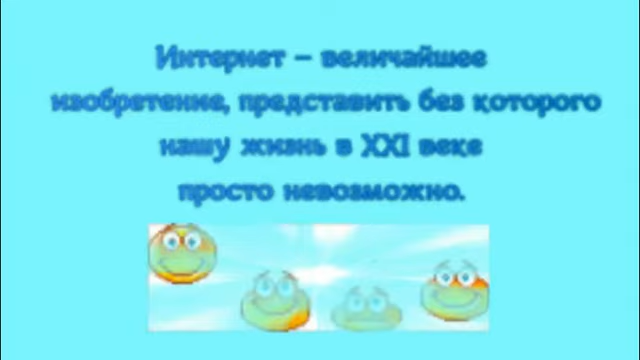 Интернет – величайшее
изобретение, представить без которого
нашу жизнь в XXI веке
просто невозможно.